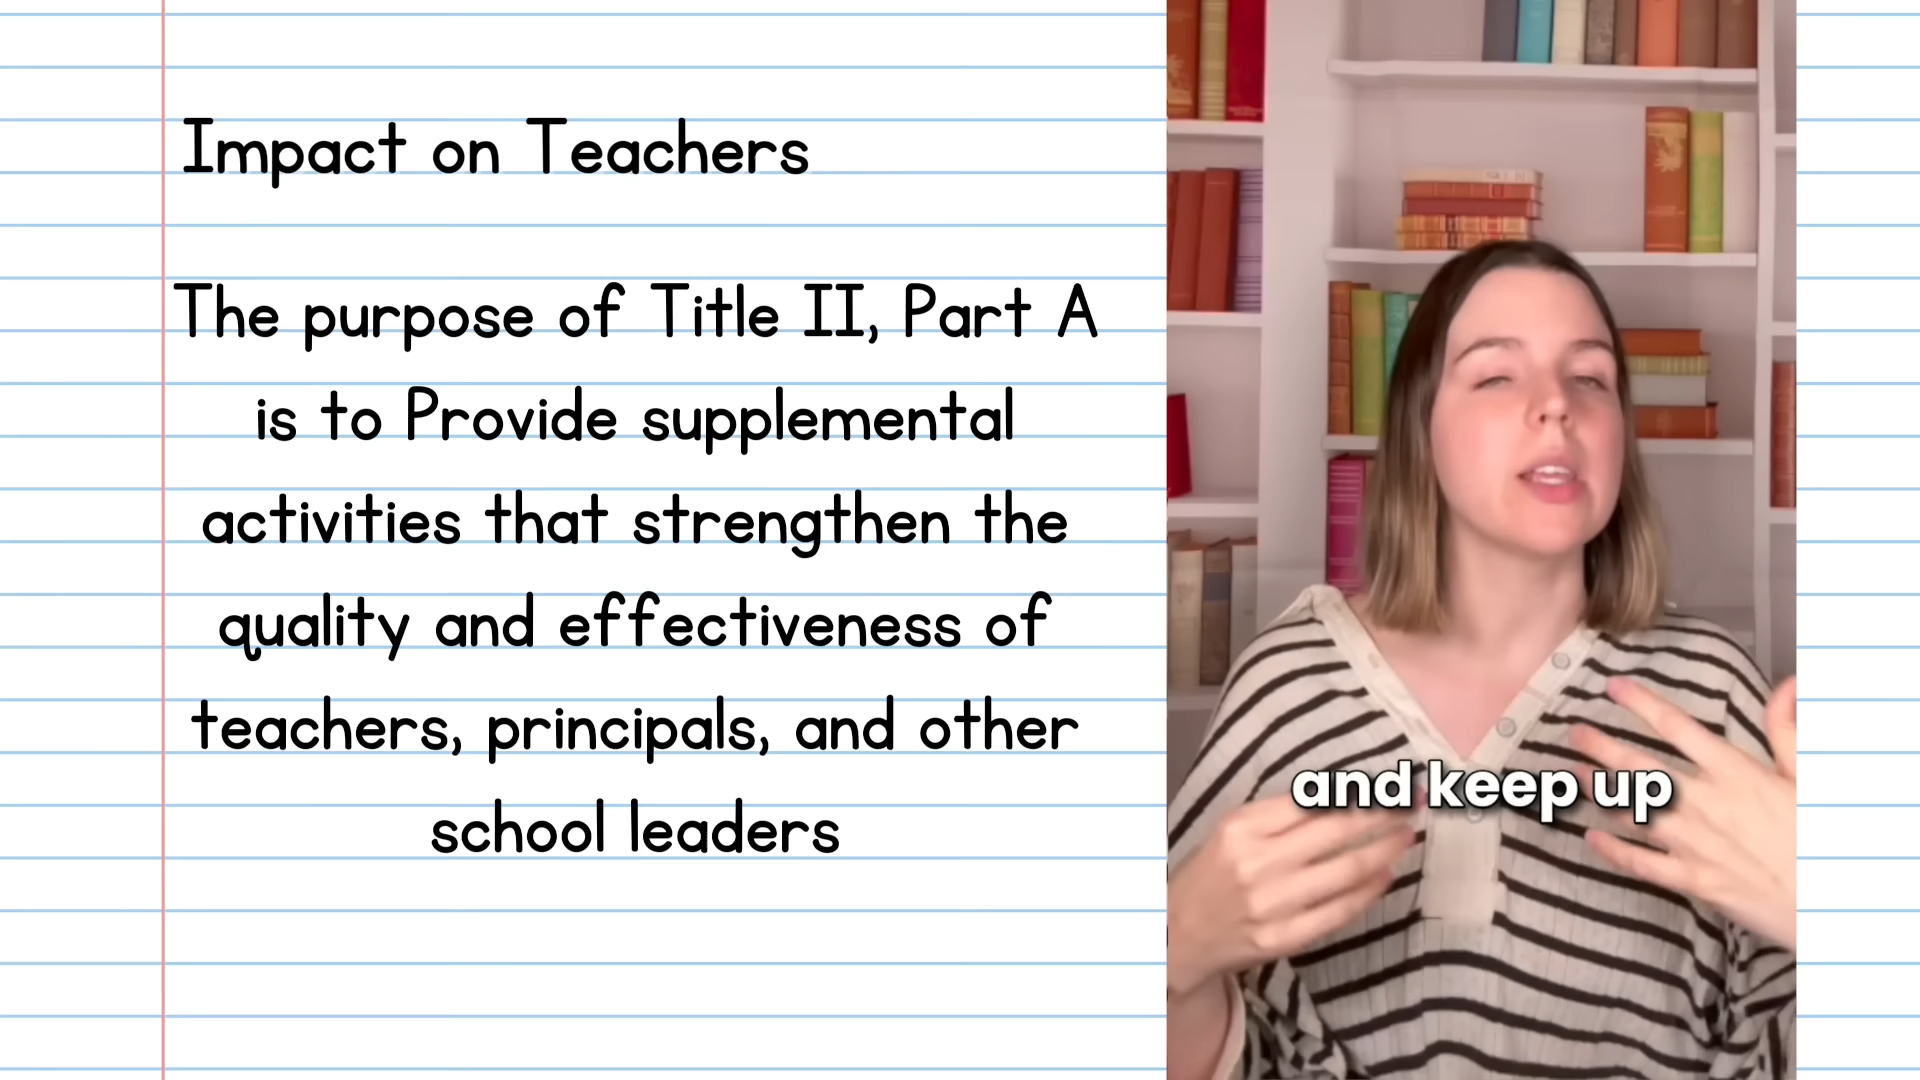 Impact on Teachers
The purpose of Title II, Part A
is to Provide supplemental
activities that strengthen the
quality and effectiveness of
teachers, principals, and other
school leaders
and keep up